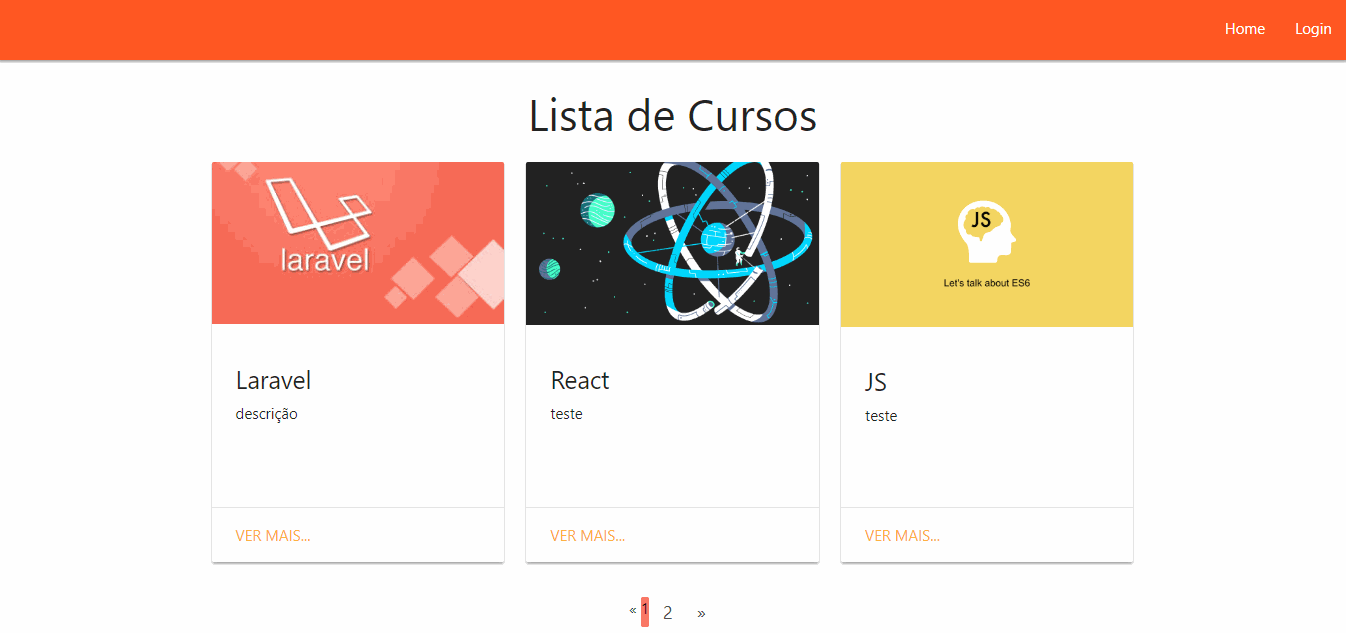 Home Login
Lista de Cursos
laravel
JS
Let's talk about ES6
Laravel
descrição
React
teste
JS
teste
VER MAIS...
VER MAIS...
VER MAIS...
« 1 2 »